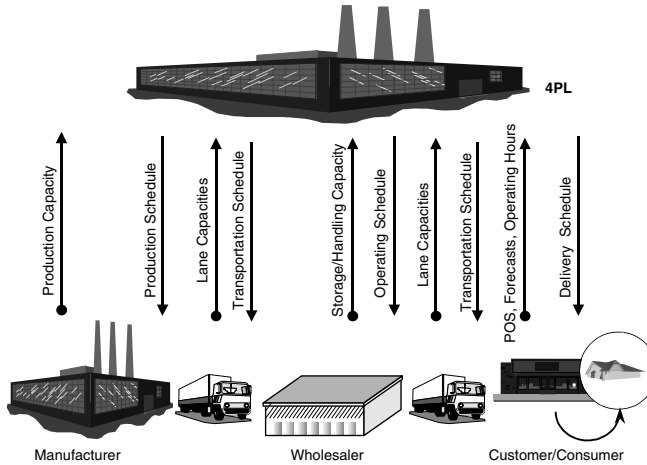 4PL
Production Capacity
Production Schedule
Lane Capacities
Transportation Schedule
Storage/Handling Capacity
Operating Schedule
Lane Capacities
Transportation Schedule
POS, Forecasts, Operating Hours
Delivery Schedule
Manufacturer
Wholesaler
Customer/Consumer